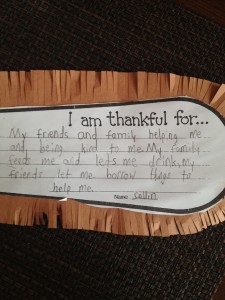 I am thankful for...
My friends and family helping me
and being kind to me. My family
feeds me and lets me drink, my
friends let me borrow things to
help me.
Name: Collin